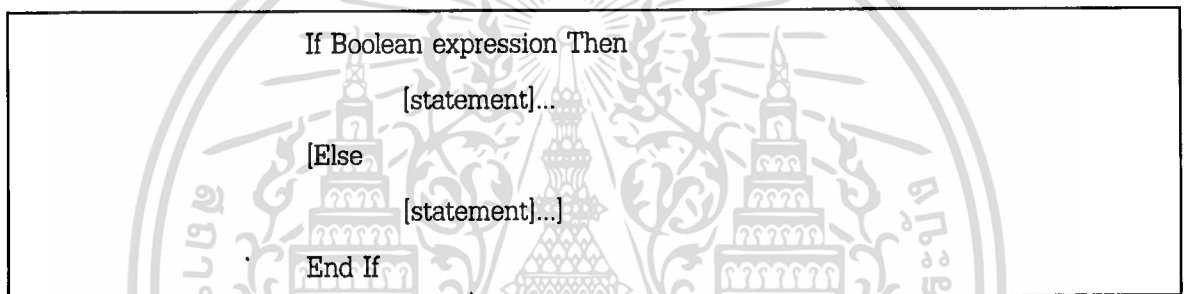 If Boolean expression Then
[statement]...
[Else
[statement]...]
End If